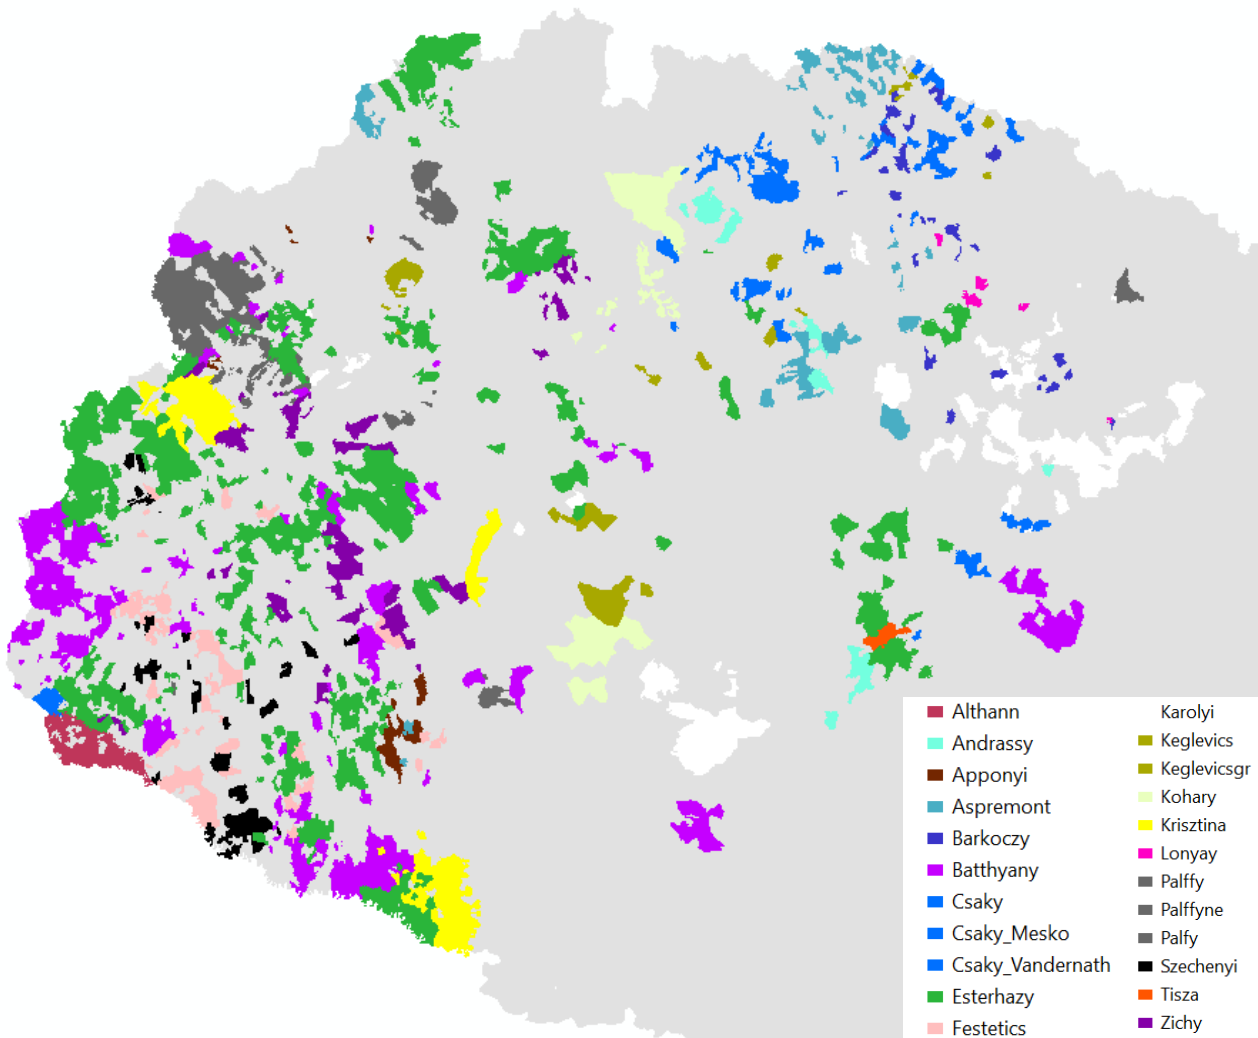 Althann
Andrassy
Apponyi
Aspremont
Barkoczy
Batthyany
Csaky
Csaky_Mesko
Csaky_Vandernath
Esterhazy
Festetics
Karolyi
Keglevics
Keglevicsgr
Kohary
Krisztina
Lonyay
Palffy
Palffyne
Palfy
Szechenyi
Tisza
Zichy